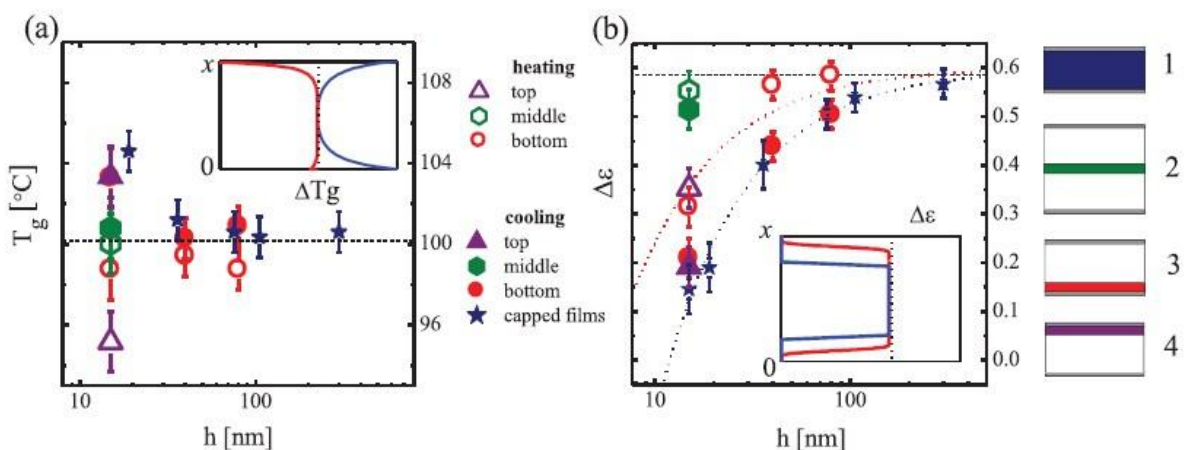 (a)
T_g [°C]
x
0
ΔTg
108
104
100
96
10
100
h [nm]
heating
top
middle
bottom
cooling
top
middle
bottom
capped films
(b)
Δε
0.6
0.5
0.4
0.3
0.2
0.1
0.0
x
0
Δε
10
100
h [nm]
1
2
3
4